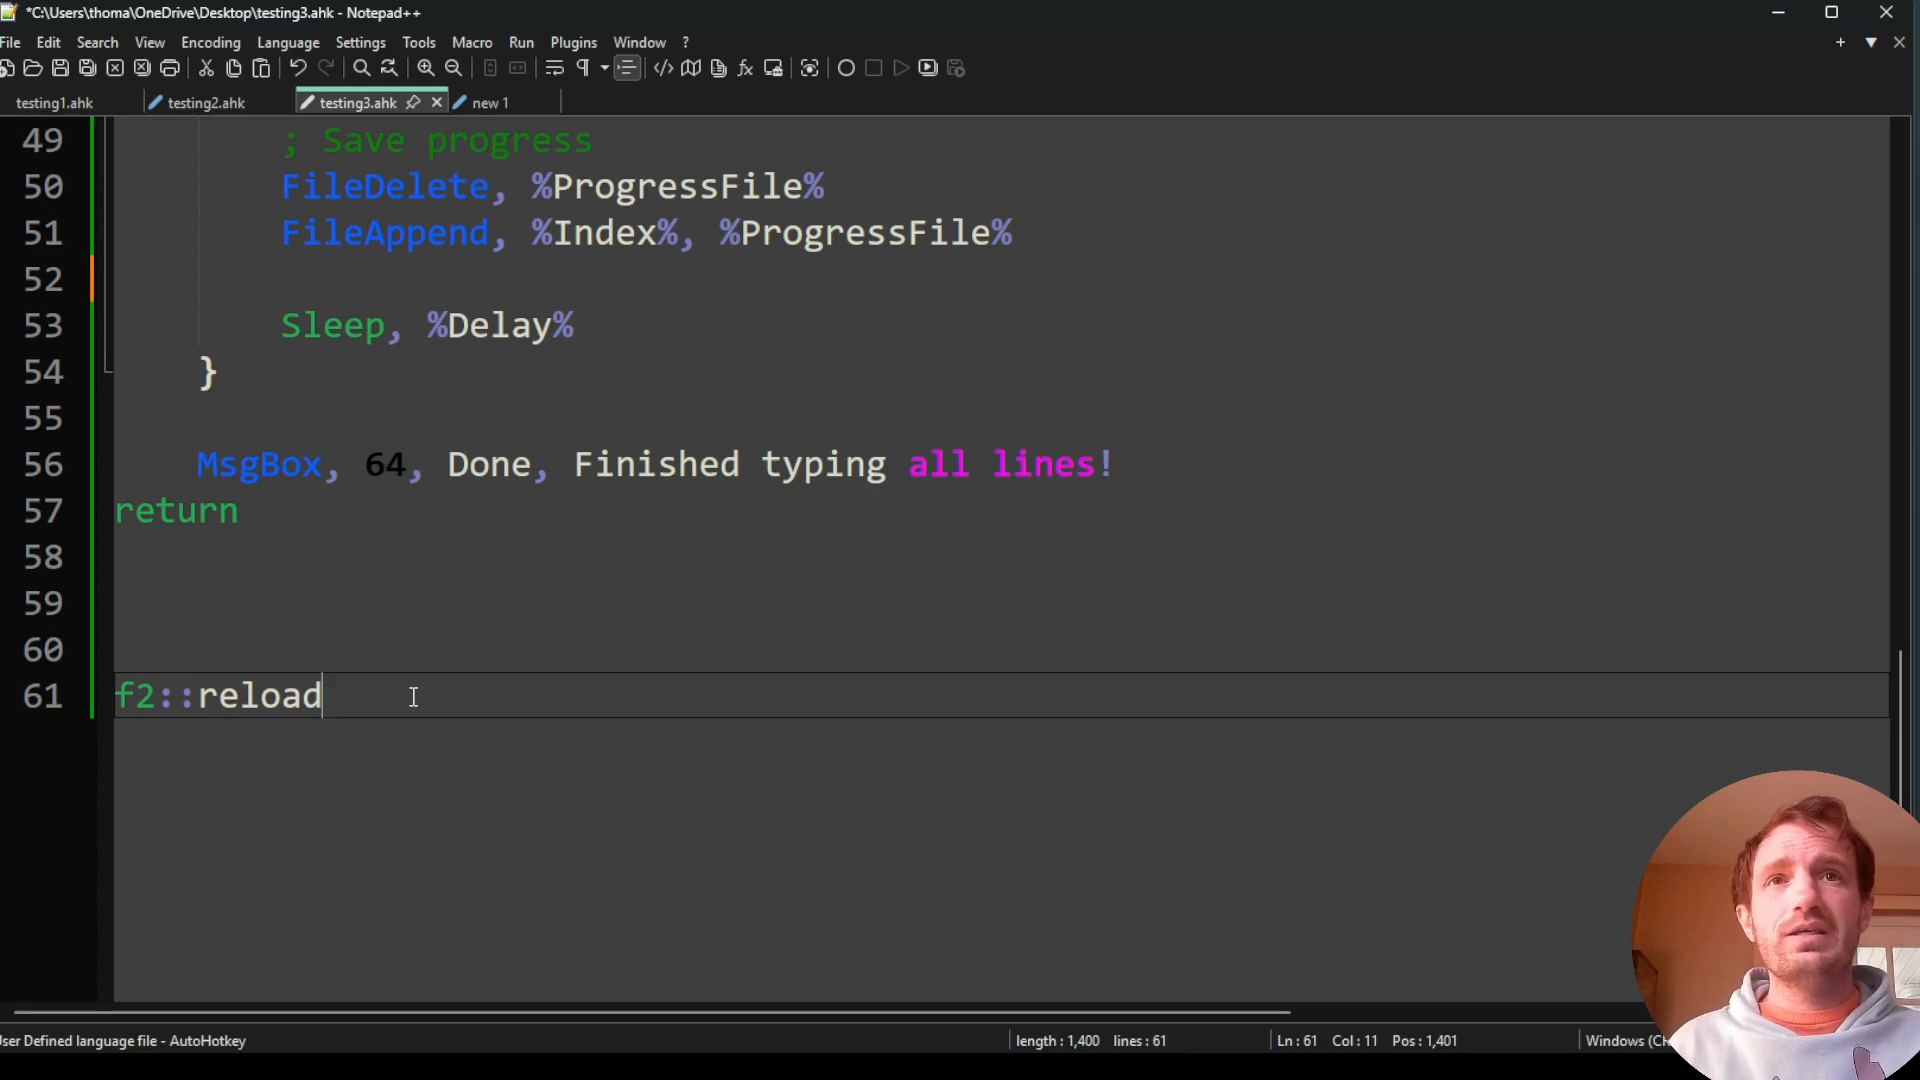 *C:\Users\thoma\OneDrive\Desktop\testing3.ahk - Notepad++
File Edit Search View Encoding Language Settings Tools Macro Run Plugins Window ?
testing1.ahk testing2.ahk testing3.ahk new 1
49 ; Save progress
50 FileDelete, %ProgressFile%
51 FileAppend, %Index%, %ProgressFile%
52
53 Sleep, %Delay%
54 }
55
56 MsgBox, 64, Done, Finished typing all lines!
57 return
58
59
60
61 f2::reload
User Defined language file - AutoHotkey length : 1,400 lines : 61 Ln : 61 Col : 11 Pos : 1,401 Windows (C